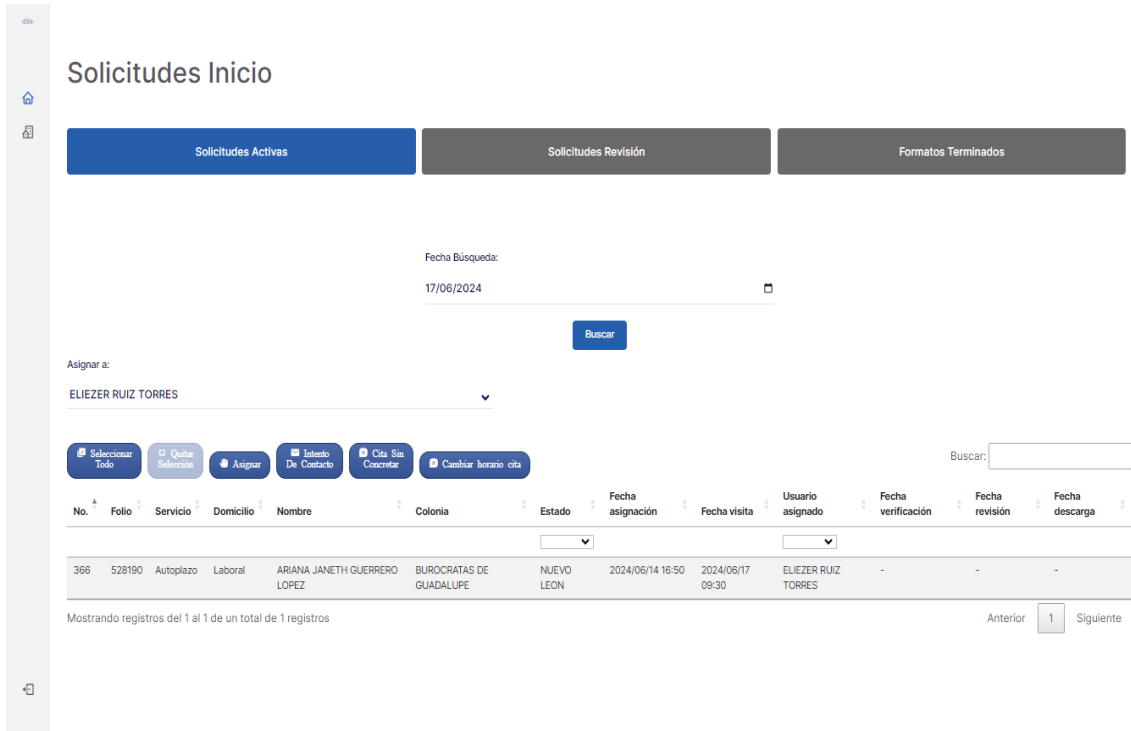 Solicitudes Inicio
Solicitudes Activas
Solicitudes Revisión
Formatos Terminados
Fecha Búsqueda:
17/06/2024
Buscar
Asignar a:
ELIEZER RUIZ TORRES
Seleccionar
Todo
Quitar
Selección
Asignar
Intento
De Contacto
Cita Sin
Concretar
Cambiar horario cita
Buscar:
No.
Folio
Servicio
Domicilio
Nombre
Colonia
Estado
Fecha
asignación
Fecha visita
Usuario
asignado
Fecha
verificación
Fecha
revisión
Fecha
descarga
366
528190
Autoplazo
Laboral
ARIANA JANETH GUERRERO
LOPEZ
BUROCRATAS DE
GUADALUPE
NUEVO
LEON
2024/06/14 16:50
2024/06/17
09:30
ELIEZER RUIZ
TORRES
-
-
-
Mostrando registros del 1 al 1 de un total de 1 registros
Anterior
1
Siguiente